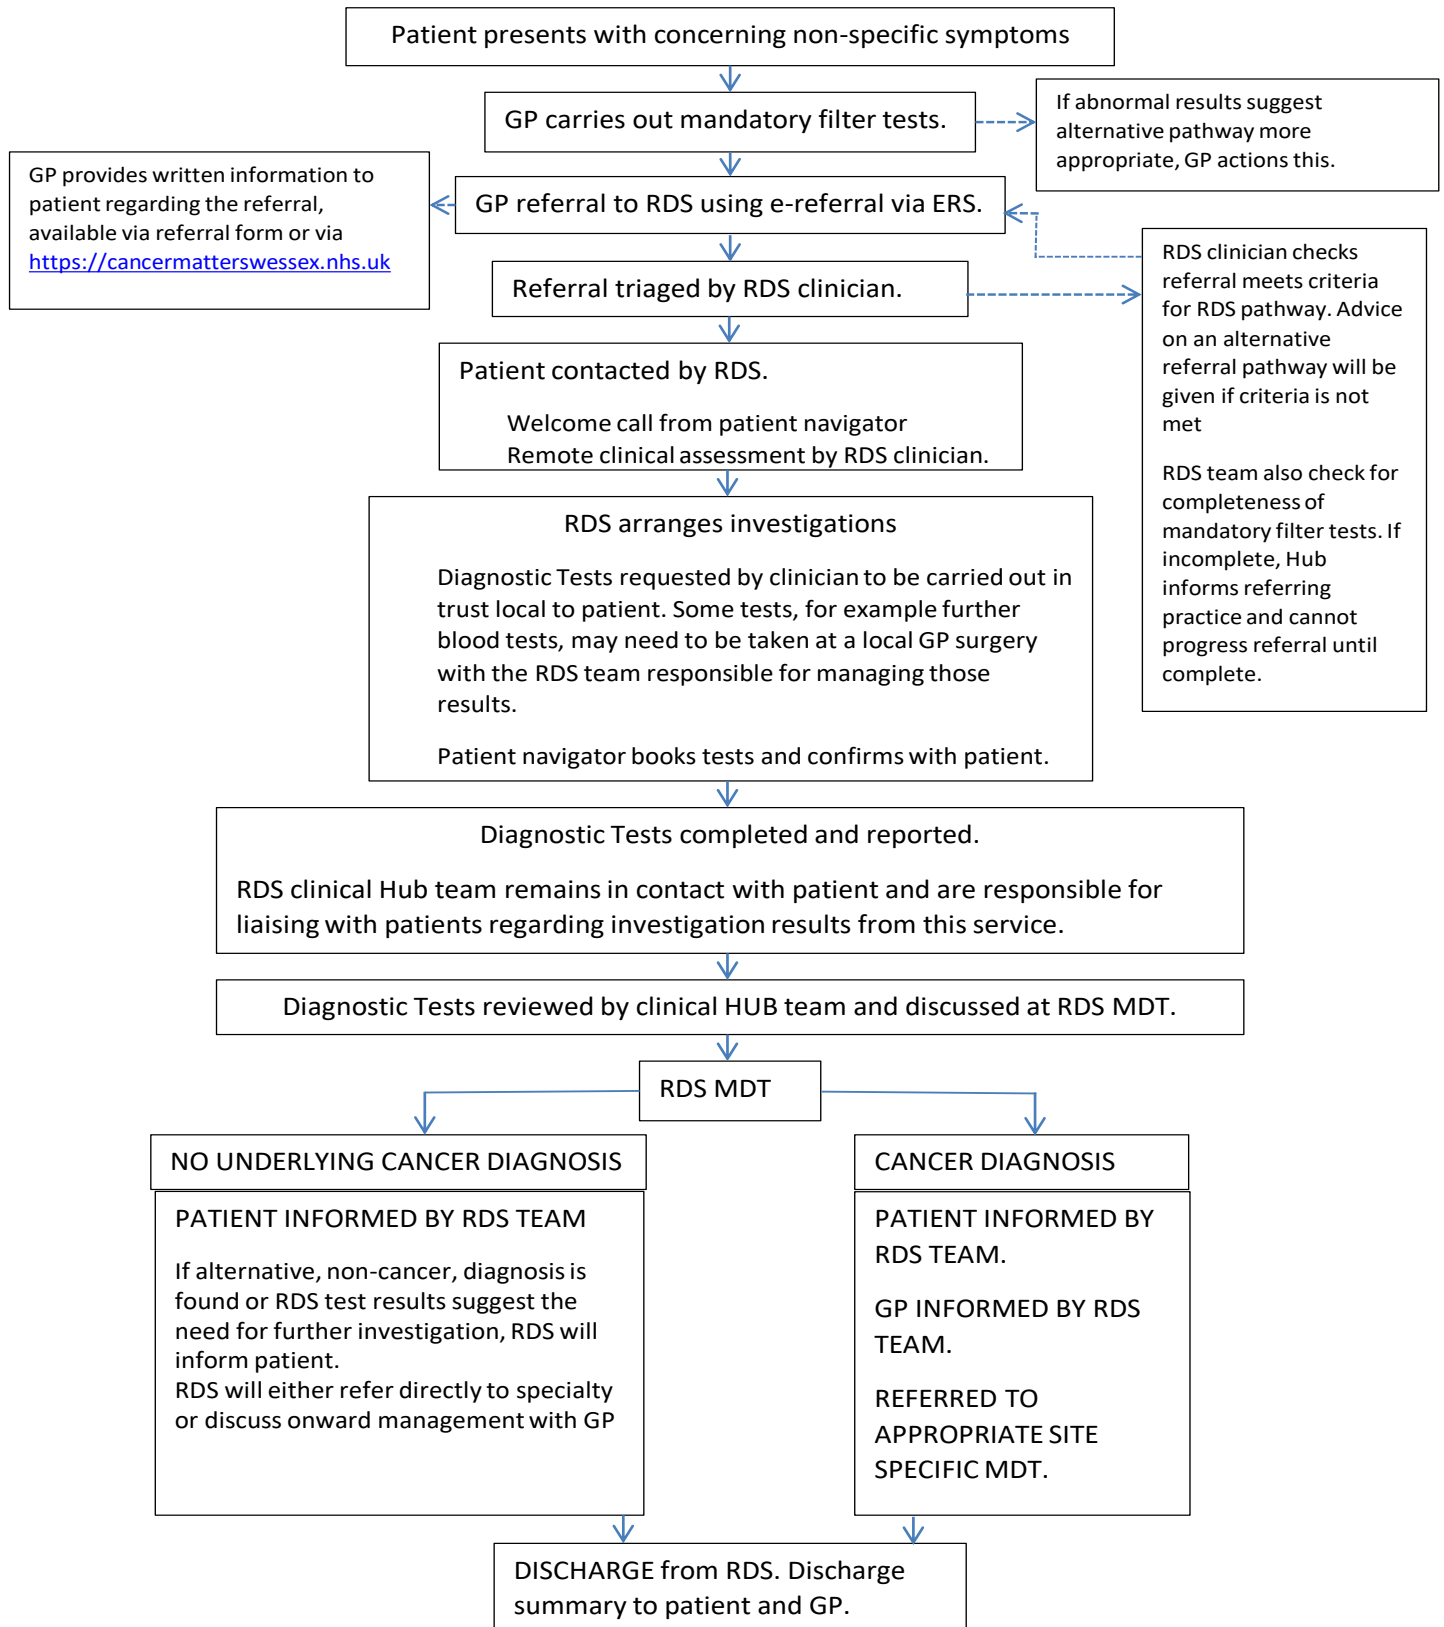 Patient presents with concerning non-specific symptoms
GP carries out mandatory filter tests.
If abnormal results suggest
alternative pathway more
appropriate, GP actions this.
GP provides written information to
patient regarding the referral,
available via referral form or via
https://cancermatterswessex.nhs.uk
GP referral to RDS using e-referral via ERS.
Referral triaged by RDS clinician.
RDS clinician checks
referral meets criteria
for RDS pathway. Advice
on an alternative
referral pathway will be
given if criteria is not
met
RDS team also check for
completeness of
mandatory filter tests. If
incomplete, Hub
informs referring
practice and cannot
progress referral until
complete.
Patient contacted by RDS.
Welcome call from patient navigator
Remote clinical assessment by RDS clinician.
RDS arranges investigations
Diagnostic Tests requested by clinician to be carried out in
trust local to patient. Some tests, for example further
blood tests, may need to be taken at a local GP surgery
with the RDS team responsible for managing those
results.
Patient navigator books tests and confirms with patient.
Diagnostic Tests completed and reported.
RDS clinical Hub team remains in contact with patient and are responsible for
liaising with patients regarding investigation results from this service.
Diagnostic Tests reviewed by clinical HUB team and discussed at RDS MDT.
RDS MDT
NO UNDERLYING CANCER DIAGNOSIS
PATIENT INFORMED BY RDS TEAM
If alternative, non-cancer, diagnosis is
found or RDS test results suggest the
need for further investigation, RDS will
inform patient.
RDS will either refer directly to specialty
or discuss onward management with GP
CANCER DIAGNOSIS
PATIENT INFORMED BY
RDS TEAM.
GP INFORMED BY RDS
TEAM.
REFERRED TO
APPROPRIATE SITE
SPECIFIC MDT.
DISCHARGE from RDS. Discharge
summary to patient and GP.